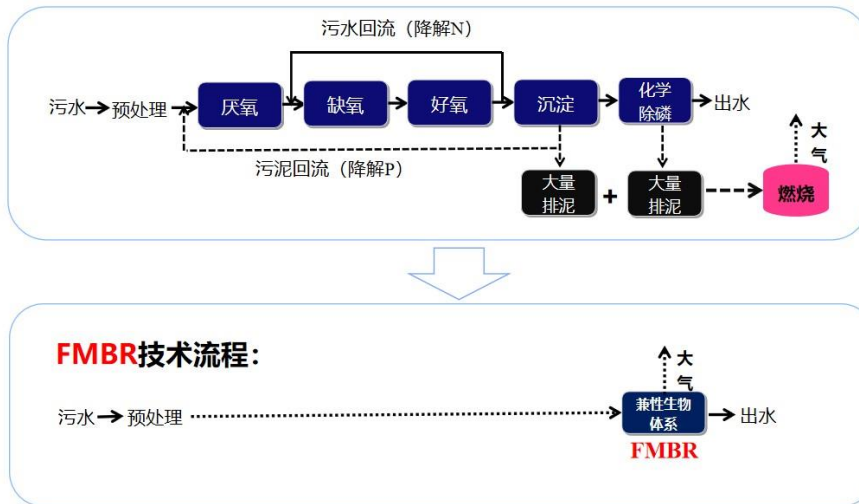 污水回流（降解N）
污水
预处理
厌氧
缺氧
好氧
沉淀
化学
除磷
出水
大
气
污泥回流（降解P）
大量
排泥
+
大量
排泥
燃烧
FMBR技术流程：
大
气
污水
预处理
兼性生物
体系
出水
FMBR